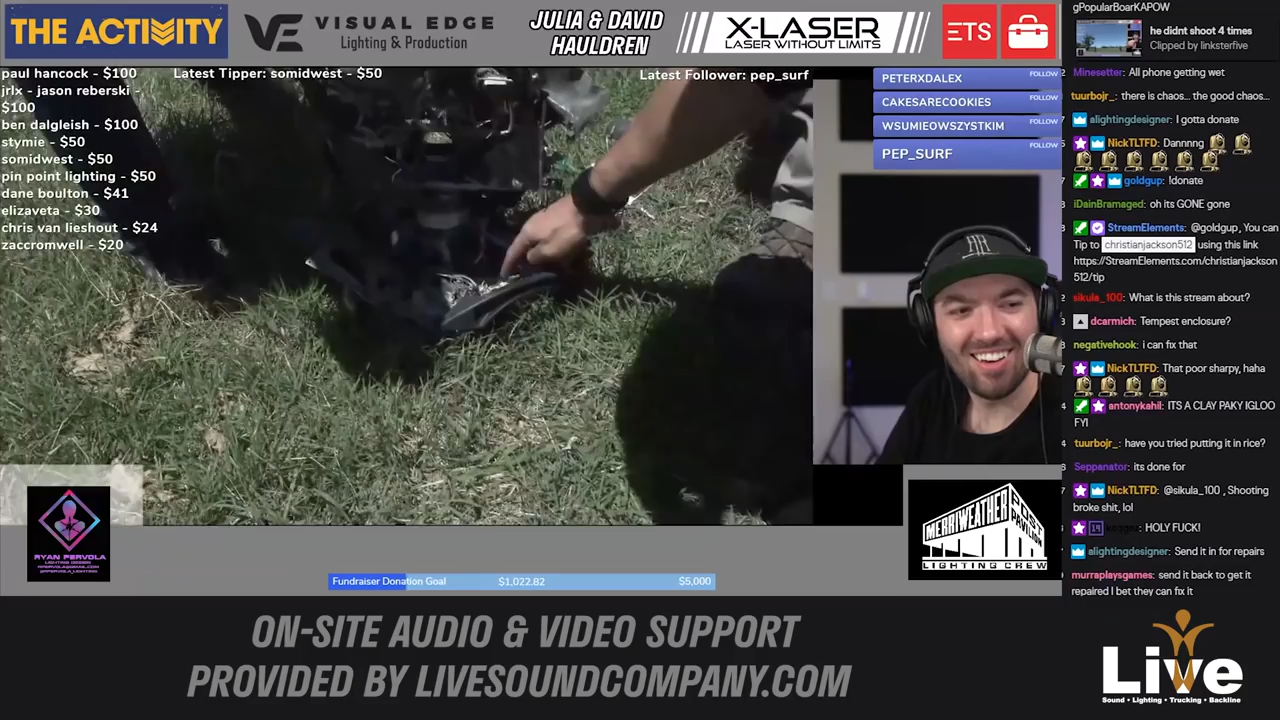 THE ACTIVITY
VE VISUAL EDGE
Lighting & Production
JULIA & DAVID
HAULDREN
X-LASER
LASER WITHOUT LIMITS
ETS
paul hancock - $100
jrlx - jason reberski -
$100
ben dalgleish - $100
stymie - $50
somidwest - $50
pin point lighting - $50
dane boulton - $41
elizaveta - $30
chris van lieshout - $24
zaccromwell - $20
Latest Tipper: somidwest - $50
Latest Follower: pep_surf
PETERXDALEX FOLLOW
CAKESARECOOKIES FOLLOW
WSUMIEOWSZYSTKIM FOLLOW
PEP_SURF FOLLOW
RYAN PERVOLA
LIGHTING DESIGN
MERRIWEATHER
POST
PAVILION
LIGHTING CREW
Fundraiser Donation Goal $1,022.82 $5,000
ON-SITE AUDIO & VIDEO SUPPORT
PROVIDED BY LIVESOUNDCOMPANY.COM
gPopularBoarKAPOW
he didnt shoot 4 times
Clipped by linksterfive
Minesetter: All phone getting wet
tuurbojr_: there is chaos... the good chaos...
alightingdesigner: I gotta donate
NickTLTFD: Dannnng
goldgup: !donate
iDainBramaged: oh its GONE gone
StreamElements: @goldgup, You can
Tip to christianjackson512 using this link
https://StreamElements.com/christianjackson
512/tip
sikula_100: What is this stream about?
dcarmich: Tempest enclosure?
negativehook: i can fix that
NickTLTFD: That poor sharpy, haha
antonykahil: ITS A CLAY PAKY IGLOO
FYI
tuurbojr_: have you tried putting it in rice?
Seppanator: its done for
NickTLTFD: @sikula_100 , Shooting
broke shit, lol
HOLY FUCK!
alightingdesigner: Send it in for repairs
murraplaysgames: send it back to get it
repaired I bet they can fix it
Live
Sound • Lighting • Trucking • Backline